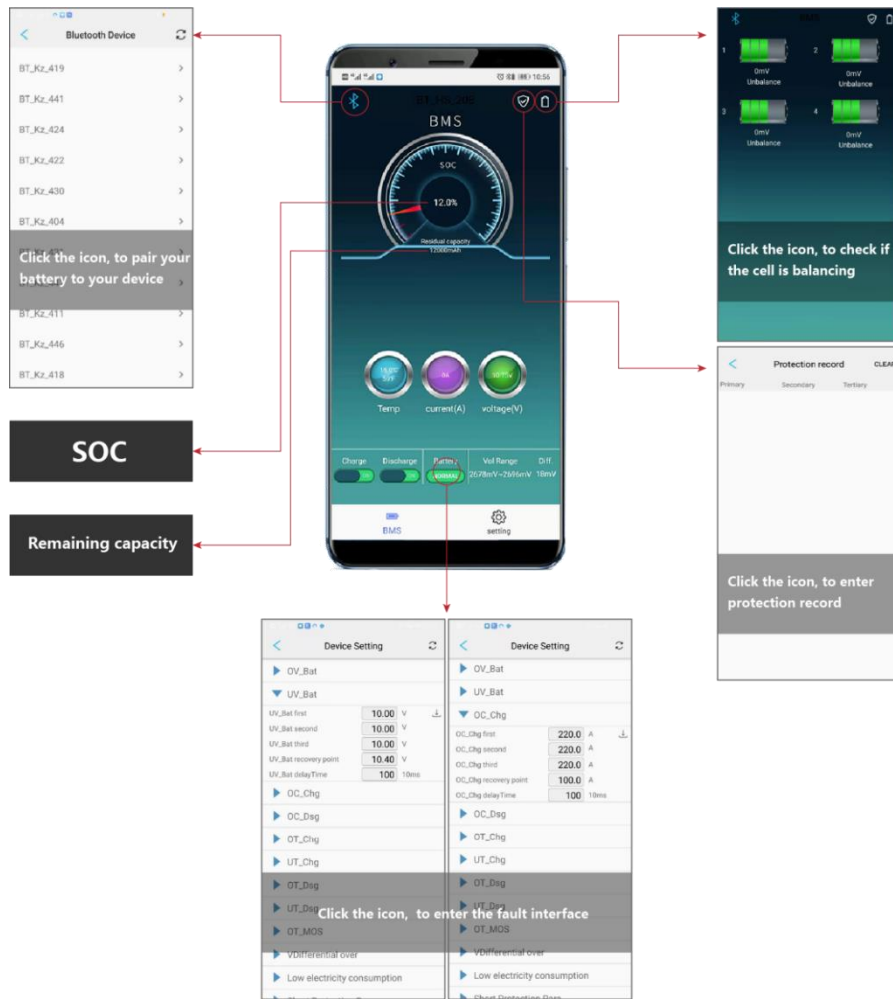 Bluetooth Device
BT_Kz_419
BT_Kz_441
BT_Kz_424
BT_Kz_422
BT_Kz_430
BT_Kz_404
Click the icon, to pair your
battery to your device
BT_Kz_411
BT_Kz_446
BT_Kz_418
SOC
Remaining capacity
10:56
BMS
SOC
12.0%
Residual capacity
12000mAh
Temp
current(A)
voltage(V)
Charge
Discharge
Battery
NORMAL
Vol Range
2678mV~2696mV
Diff
18mV
BMS
setting
BMS
1
0mV
Unbalance
2
0mV
Unbalance
3
0mV
Unbalance
4
0mV
Unbalance
Click the icon, to check if
the cell is balancing
Protection record
CLEAR
Primary Secondary Tertiary
Click the icon, to enter
protection record
Device Setting
OV_Bat
UV_Bat
UV_Bat first 10.00 V
UV_Bat second 10.00 V
UV_Bat third 10.00 V
UV_Bat recovery point 10.40 V
UV_Bat delayTime 100 10ms
OC_Chg
OC_Dsg
OT_Chg
UT_Chg
OT_Dsg
UT_Dsg
OT_MOS
VDifferential over
Low electricity consumption
Device Setting
OV_Bat
UV_Bat
OC_Chg
OC_Chg first 220.0 A
OC_Chg second 220.0 A
OC_Chg third 220.0 A
OC_Chg recovery point 100.0 A
OC_Chg delayTime 100 10ms
OC_Dsg
OT_Chg
UT_Chg
OT_Dsg
UT_Dsg
OT_MOS
VDifferential over
Low electricity consumption
Click the icon, to enter the fault interface